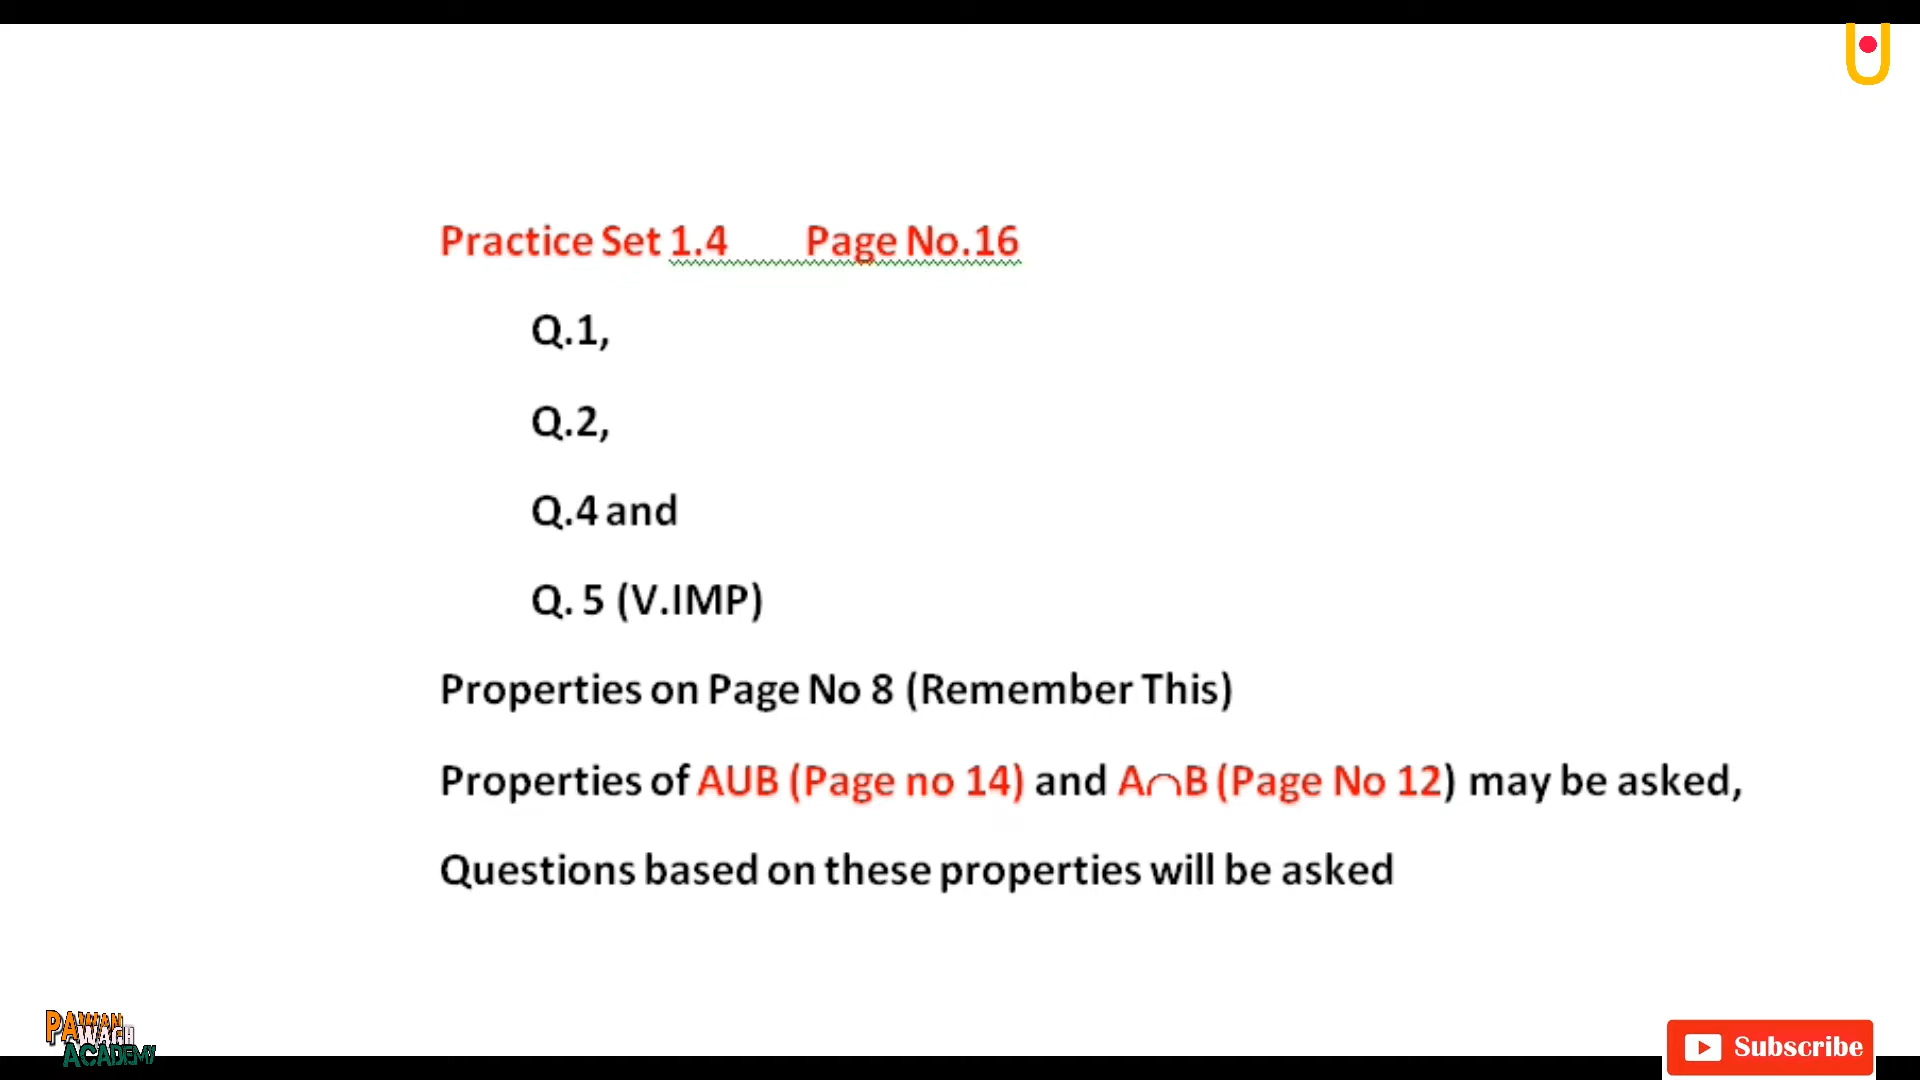 Practice Set 1.4 Page No.16
Q.1,
Q.2,
Q.4 and
Q. 5 (V.IMP)
Properties on Page No 8 (Remember This)
Properties of AUB (Page no 14) and A∩B (Page No 12) may be asked,
Questions based on these properties will be asked
PAWAN
WAGH
ACADEMY
Subscribe